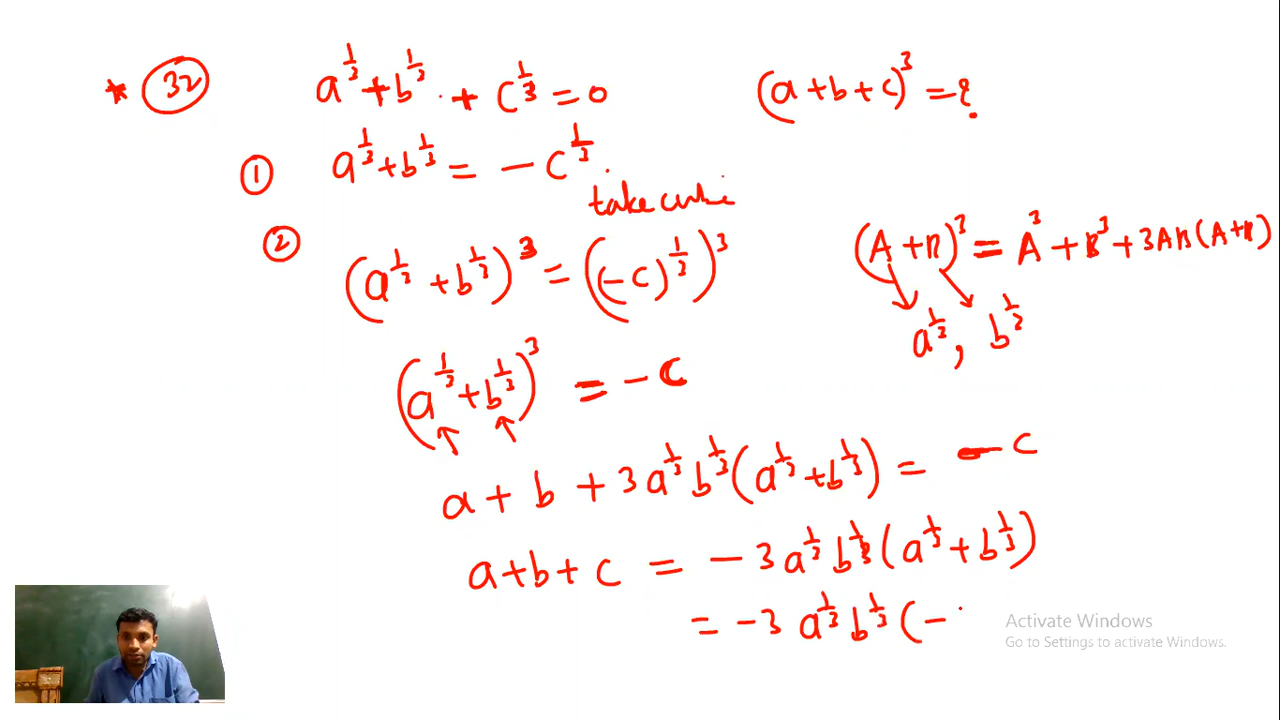 * 32 a^{1/3} + b^{1/3} + c^{1/3} = 0 (a + b + c)^3 = ?
① a^{1/3} + b^{1/3} = - c^{1/3}
take cube
② (a^{1/3} + b^{1/3})^3 = ((-c)^{1/3})^3 (A + B)^3 = A^3 + B^3 + 3AB(A+B)
a^{1/3}, b^{1/3}
(a^{1/3} + b^{1/3})^3 = - c
a + b + 3a^{1/3} b^{1/3} (a^{1/3} + b^{1/3}) = - c
a + b + c = - 3a^{1/3} b^{1/3} (a^{1/3} + b^{1/3})
= - 3 a^{1/3} b^{1/3} (-
Activate Windows
Go to Settings to activate Windows.